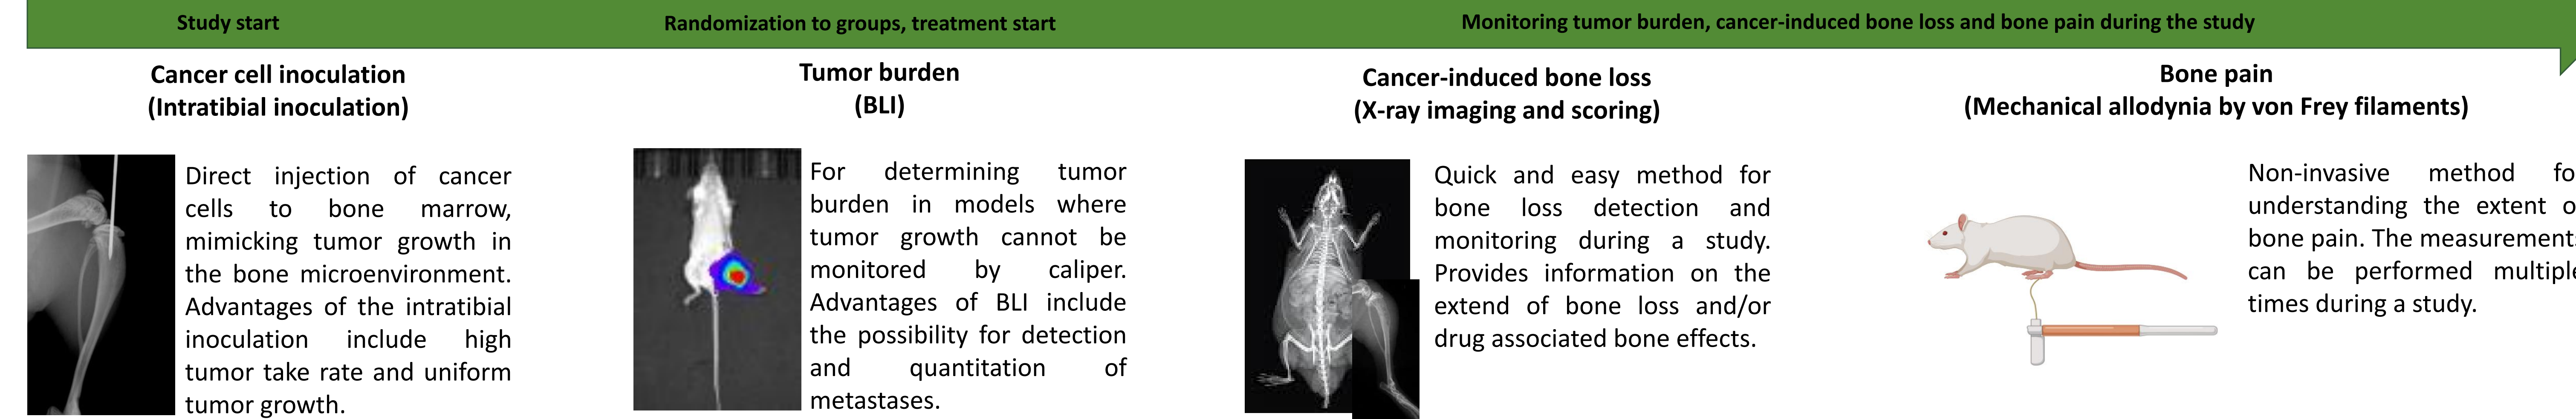 Study start
Randomization to groups, treatment start
Monitoring tumor burden, cancer-induced bone loss and bone pain during the study
Cancer cell inoculation
(Intratibial inoculation)
Direct injection of cancer
cells to bone marrow,
mimicking tumor growth in
the bone microenvironment.
Advantages of the intratibial
inoculation include high
tumor take rate and uniform
tumor growth.
Tumor burden
(BLI)
For determining tumor
burden in models where
tumor growth cannot be
monitored by caliper.
Advantages of BLI include
the possibility for detection
and quantitation of
metastases.
Cancer-induced bone loss
(X-ray imaging and scoring)
Quick and easy method for
bone loss detection and
monitoring during a study.
Provides information on the
extend of bone loss and/or
drug associated bone effects.
Bone pain
(Mechanical allodynia by von Frey filaments)
Non-invasive method fo
understanding the extent o
bone pain. The measurement
can be performed multiple
times during a study.